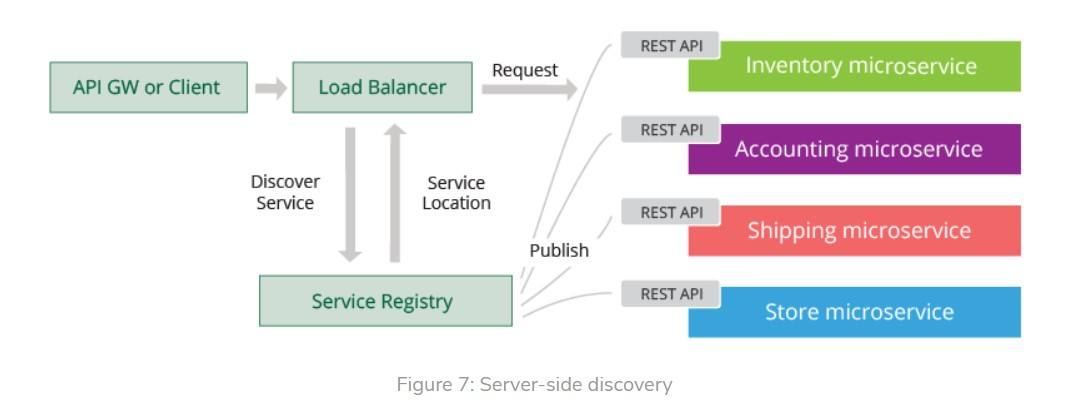 API GW or Client
Load Balancer
Request
REST API
Inventory microservice
REST API
Accounting microservice
Discover
Service
Service
Location
REST API
Shipping microservice
Publish
Service Registry
REST API
Store microservice
Figure 7: Server-side discovery